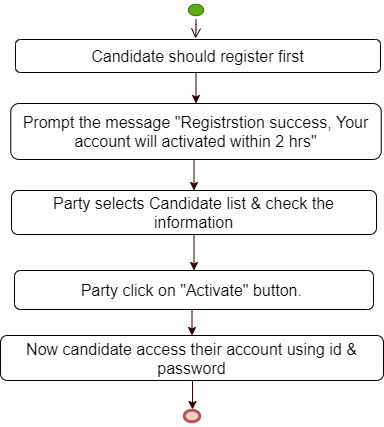 Candidate should register first
Prompt the message "Registrstion success, Your
account will activated within 2 hrs"
Party selects Candidate list & check the
information
Party click on "Activate" button.
Now candidate access their account using id &
password